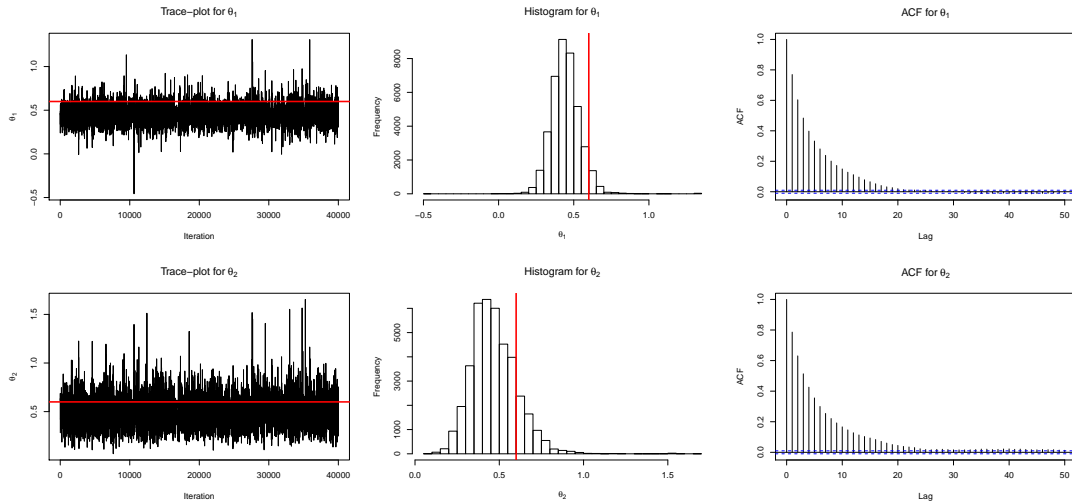 Trace−plot for θ1
θ1
−0.5 0.0 0.5 1.0
0 10000 20000 30000 40000
Iteration
Histogram for θ1
Frequency
0 2000 4000 6000 8000
−0.5 0.0 0.5 1.0
θ1
ACF for θ1
ACF
0.0 0.2 0.4 0.6 0.8 1.0
0 10 20 30 40 50
Lag
Trace−plot for θ2
θ2
0.5 1.0 1.5
0 10000 20000 30000 40000
Iteration
Histogram for θ2
Frequency
0 1000 3000 5000
0.0 0.5 1.0 1.5
θ2
ACF for θ2
ACF
0.0 0.2 0.4 0.6 0.8 1.0
0 10 20 30 40 50
Lag